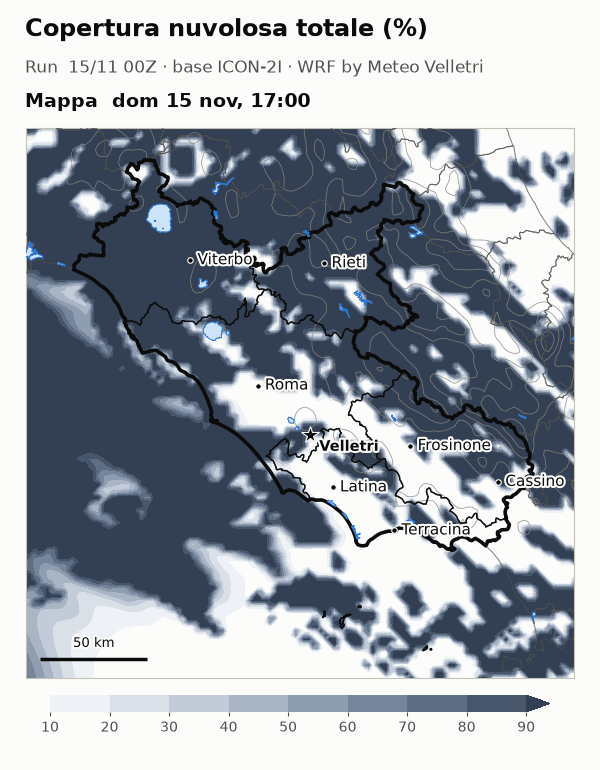 Copertura nuvolosa totale (%)
Run  15/11 00Z · base ICON-2I · WRF by Meteo Velletri
Mappa  dom 15 nov, 17:00
Viterbo
Rieti
Roma
Velletri
Frosinone
Cassino
Latina
Terracina
50 km
10 20 30 40 50 60 70 80 90